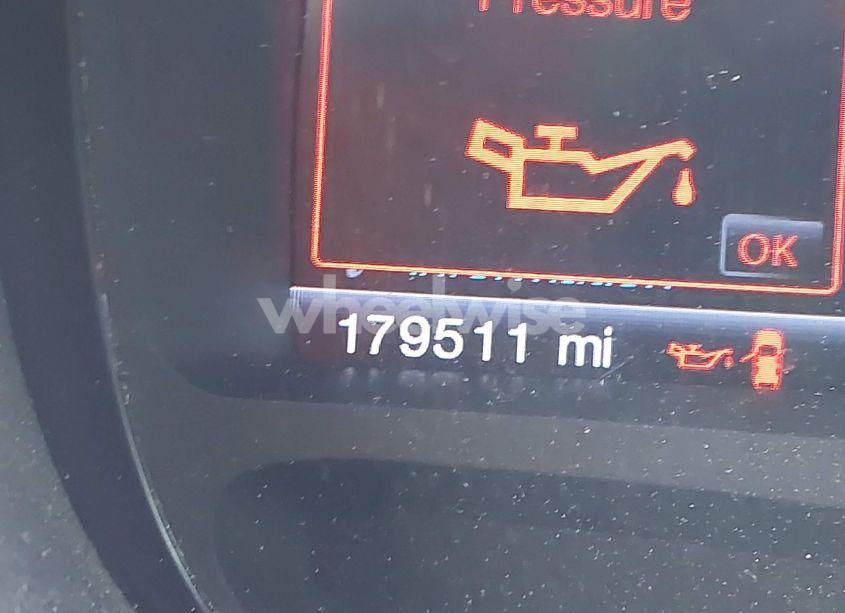 Pressure
OK
wheelwise
179511 mi